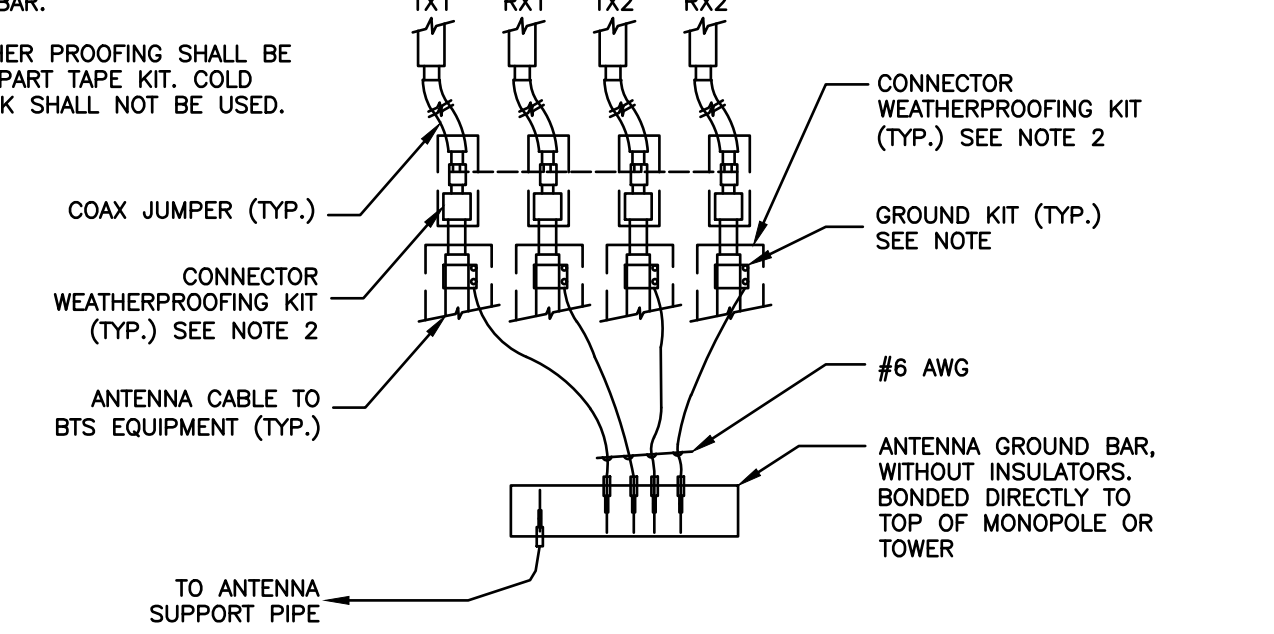 BAR.
TX1 RX1 TX2 RX2
HER PROOFING SHALL BE
PART TAPE KIT. COLD
K SHALL NOT BE USED.
CONNECTOR
WEATHERPROOFING KIT
(TYP.) SEE NOTE 2
COAX JUMPER (TYP.)
GROUND KIT (TYP.)
SEE NOTE
CONNECTOR
WEATHERPROOFING KIT
(TYP.) SEE NOTE 2
#6 AWG
ANTENNA CABLE TO
BTS EQUIPMENT (TYP.)
ANTENNA GROUND BAR,
WITHOUT INSULATORS.
BONDED DIRECTLY TO
TOP OF MONOPOLE OR
TOWER
TO ANTENNA
SUPPORT PIPE